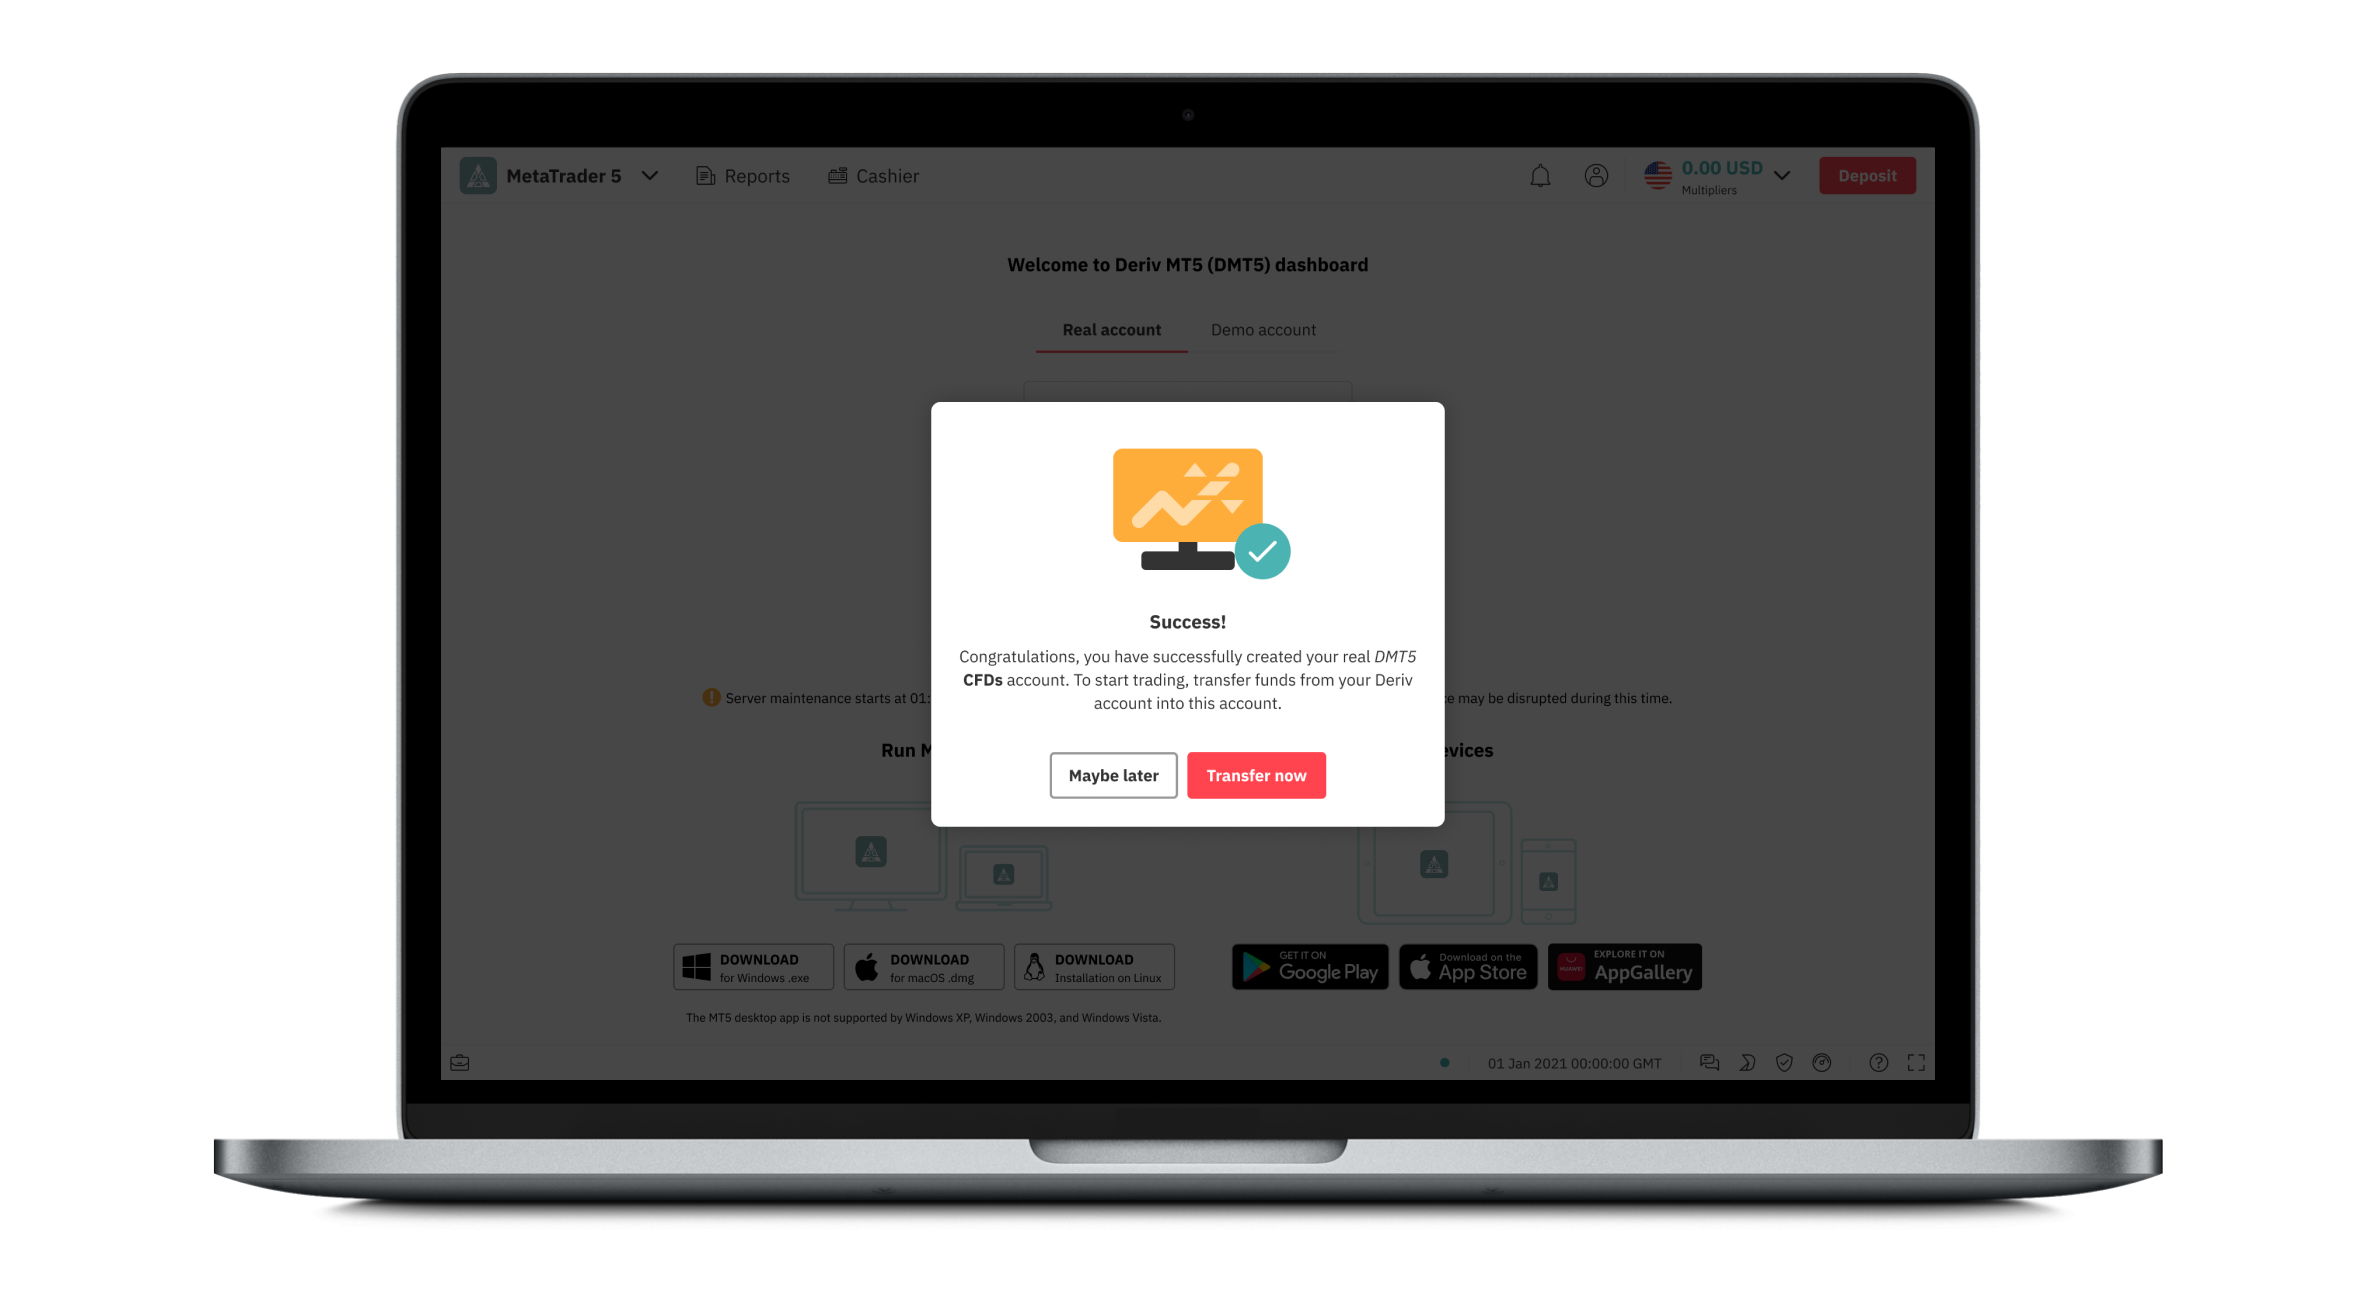 MetaTrader 5
Reports
Cashier
0.00 USD
Multipliers
Deposit
Welcome to Deriv MT5 (DMT5) dashboard
Real account
Demo account
Success!
Congratulations, you have successfully created your real DMT5
CFDs account. To start trading, transfer funds from your Deriv
account into this account.
Server maintenance starts at 01:
may be disrupted during this time.
Run
Maybe later
Transfer now
DOWNLOAD
for Windows .exe
DOWNLOAD
for macOS .dmg
DOWNLOAD
Installation on Linux
GET IT ON
Google Play
Download on the
App Store
HUAWEI
EXPLORE IT ON
AppGallery
The MT5 desktop app is not supported by Windows XP, Windows 2003, and Windows Vista.
01 Jan 2021 00:00:00 GMT